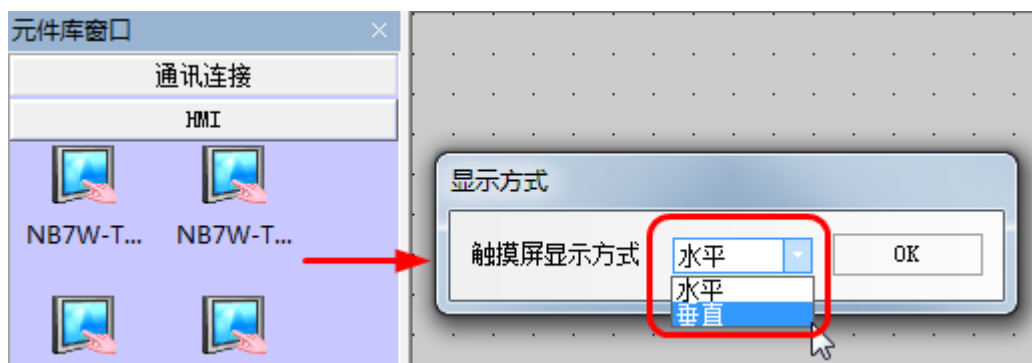 元件库窗口
通讯连接
HMI
NB7W-T...
NB7W-T...
显示方式
触摸屏显示方式
水平
OK
水平
垂直